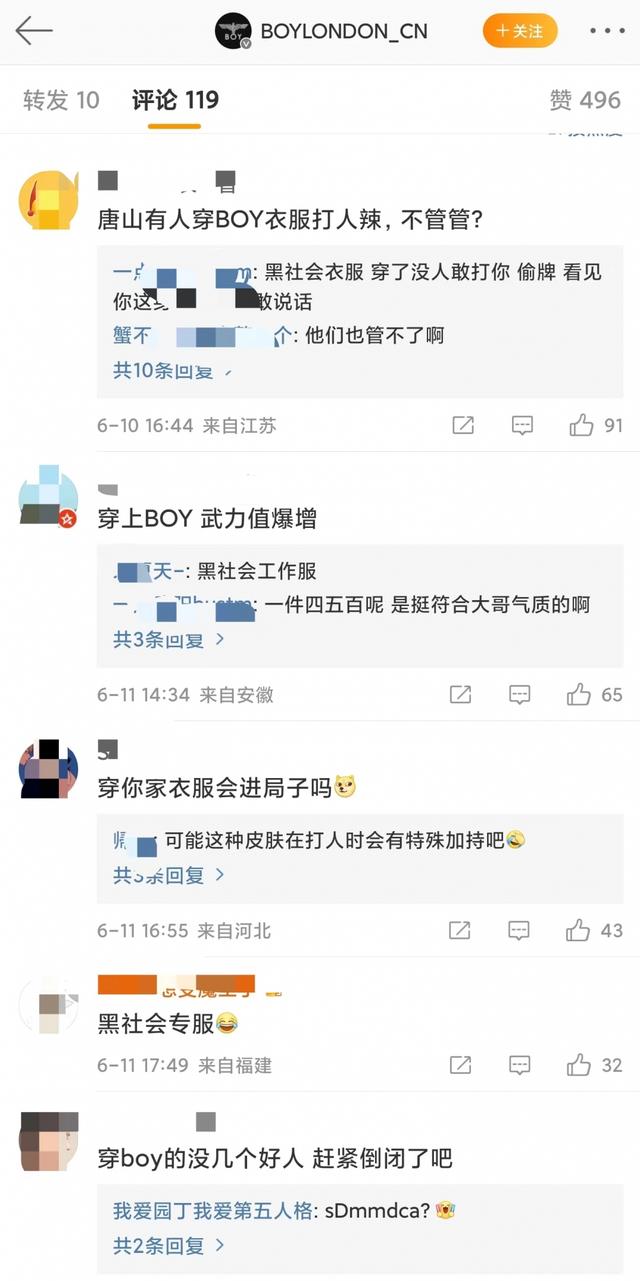 BOY
BOYLONDON_CN
+关注
转发 10
评论 119
赞 496
唐山有人穿BOY衣服打人辣，不管管?
一点
m: 黑社会衣服 穿了没人敢打你 偷牌 看见
你这 敢说话
蟹不 个: 他们也管不了啊
共10条回复
6-10 16:44 来自江苏
91
穿上BOY 武力值爆增
天-: 黑社会工作服
一 : 一件四五百呢 是挺符合大哥气质的啊
共3条回复 >
6-11 14:34 来自安徽
65
穿你家衣服会进局子吗
: 可能这种皮肤在打人时会有特殊加持吧
共3条回复 >
6-11 16:55 来自河北
43
黑社会专服
6-11 17:49 来自福建
32
穿boy的没几个好人 赶紧倒闭了吧
我爱园丁我爱第五人格: sDmmdca?
共2条回复 >